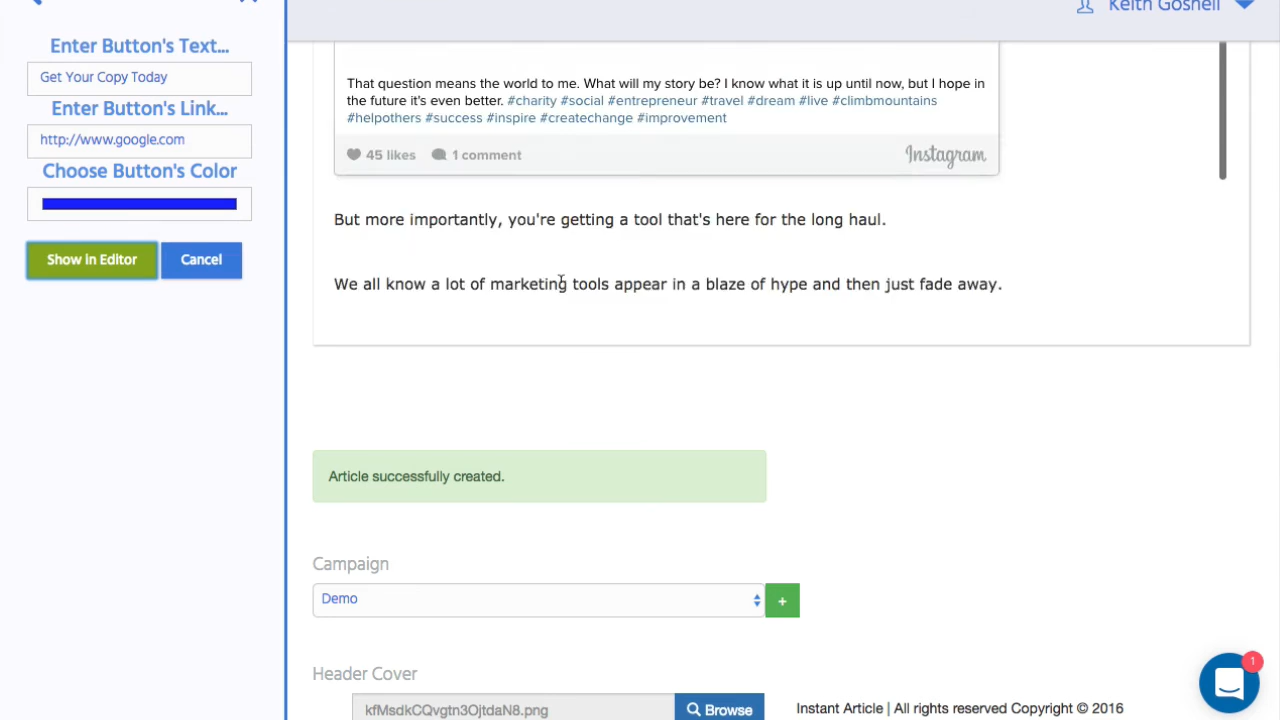 Keith Gosnell
Enter Button's Text...
Get Your Copy Today
Enter Button's Link...
http://www.google.com
Choose Button's Color
Show in Editor
Cancel
That question means the world to me. What will my story be? I know what it is up until now, but I hope in
the future it's even better. #charity #social #entrepreneur #travel #dream #live #climbmountains
#helpothers #success #inspire #createchange #improvement
45 likes 1 comment Instagram
But more importantly, you're getting a tool that's here for the long haul.
We all know a lot of marketing tools appear in a blaze of hype and then just fade away.
Article successfully created.
Campaign
Demo
+
Header Cover
kfMsdkCQvgtn3OjtdaN8.png
Browse
Instant Article | All rights reserved Copyright © 2016
1